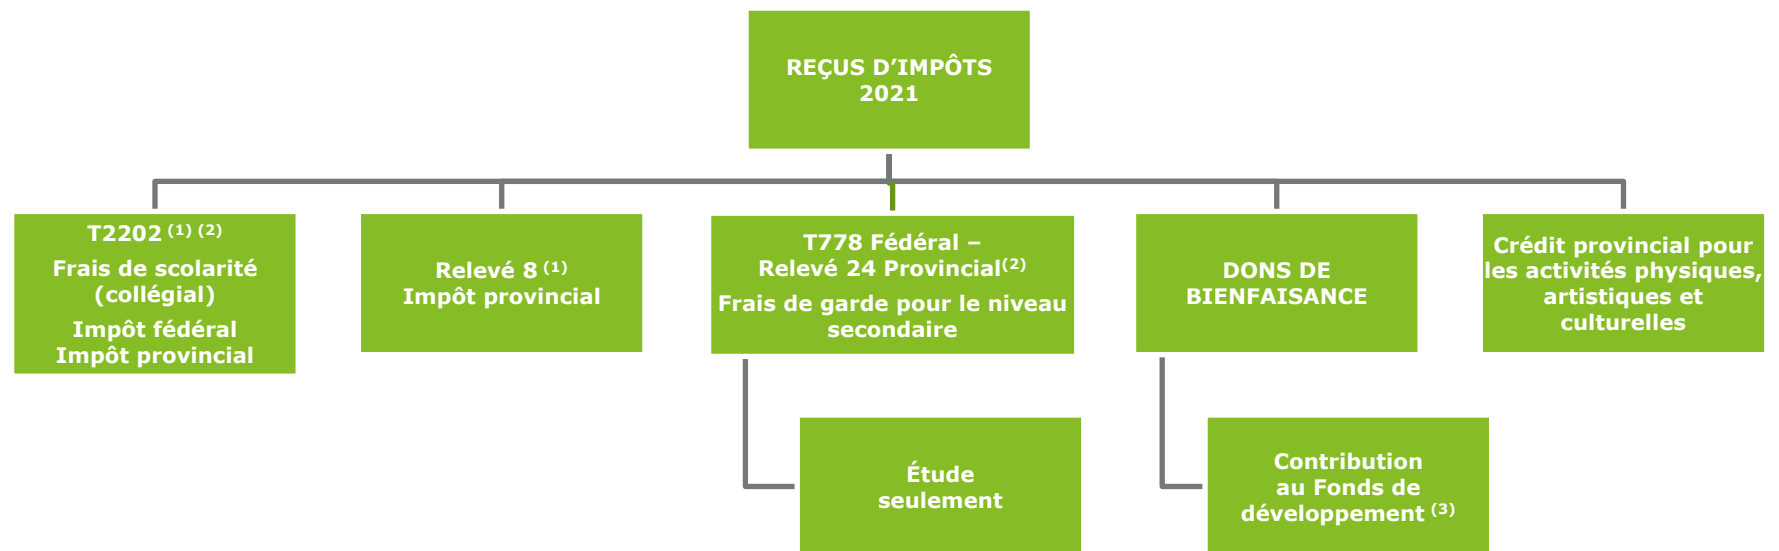 REÇUS D’IMPÔTS
2021
T2202 (1) (2)
Frais de scolarité
(collégial)
Impôt fédéral
Impôt provincial
Relevé 8 (1)
Impôt provincial
T778 Fédéral –
Relevé 24 Provincial(2)
Frais de garde pour le niveau
secondaire
DONS DE
BIENFAISANCE
Crédit provincial pour
les activités physiques,
artistiques et
culturelles
Étude
seulement
Contribution
au Fonds de
développement (3)